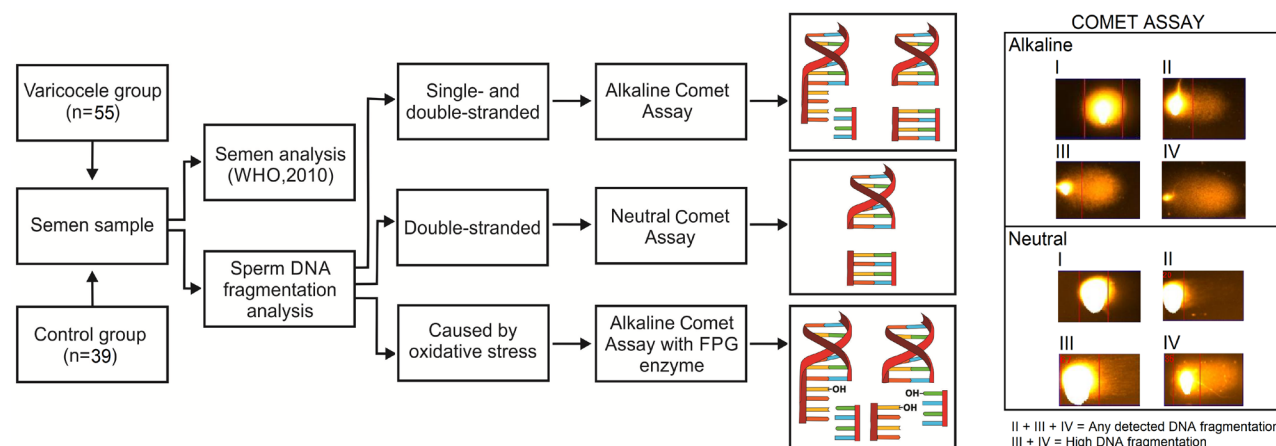 Varicocele group
(n=55)
Semen sample
Control group
(n=39)
Semen analysis
(WHO,2010)
Sperm DNA
fragmentation
analysis
Single- and
double-stranded
Double-stranded
Caused by
oxidative stress
Alkaline Comet
Assay
Neutral Comet
Assay
Alkaline Comet
Assay with FPG
enzyme
OH
OH
OH
COMET ASSAY
Alkaline
I
II
III
IV
Neutral
I
II
III
IV
II + III + IV = Any detected DNA fragmentation
III + IV = High DNA fragmentation